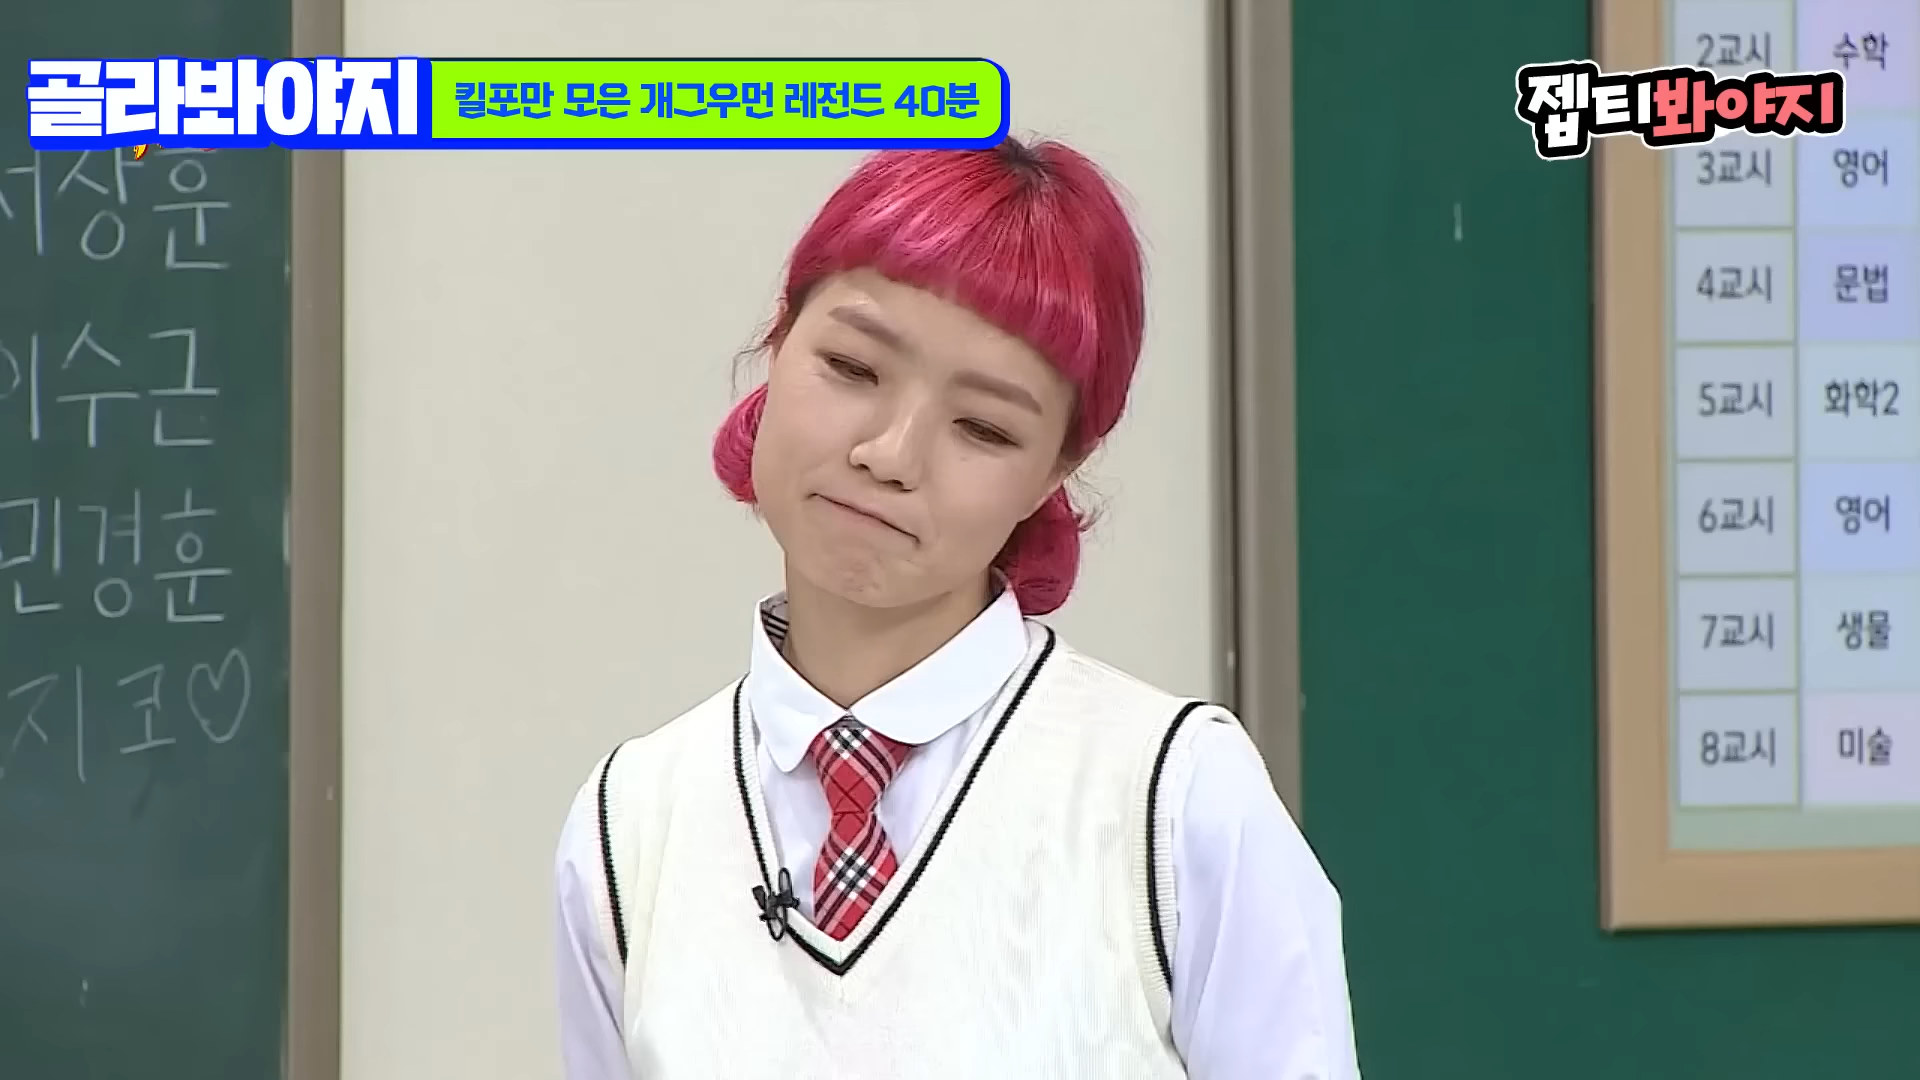 골라봐야지
킬포만 모은 개그우먼 레전드 40분
젭티봐야지
서상훈
이수근
민경훈
지코♡
2교시 수학
3교시 영어
4교시 문법
5교시 화학2
6교시 영어
7교시 생물
8교시 미술